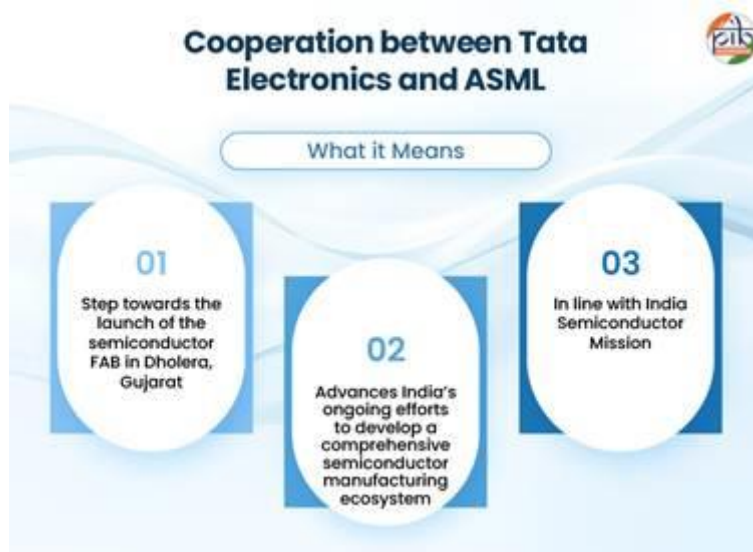 Cooperation between Tata
Electronics and ASML
pib
What it Means
01
Step towards the
launch of the
semiconductor
FAB in Dholera,
Gujarat
02
Advances India's
ongoing efforts
to develop a
comprehensive
semiconductor
manufacturing
ecosystem
03
In line with India
Semiconductor
Mission